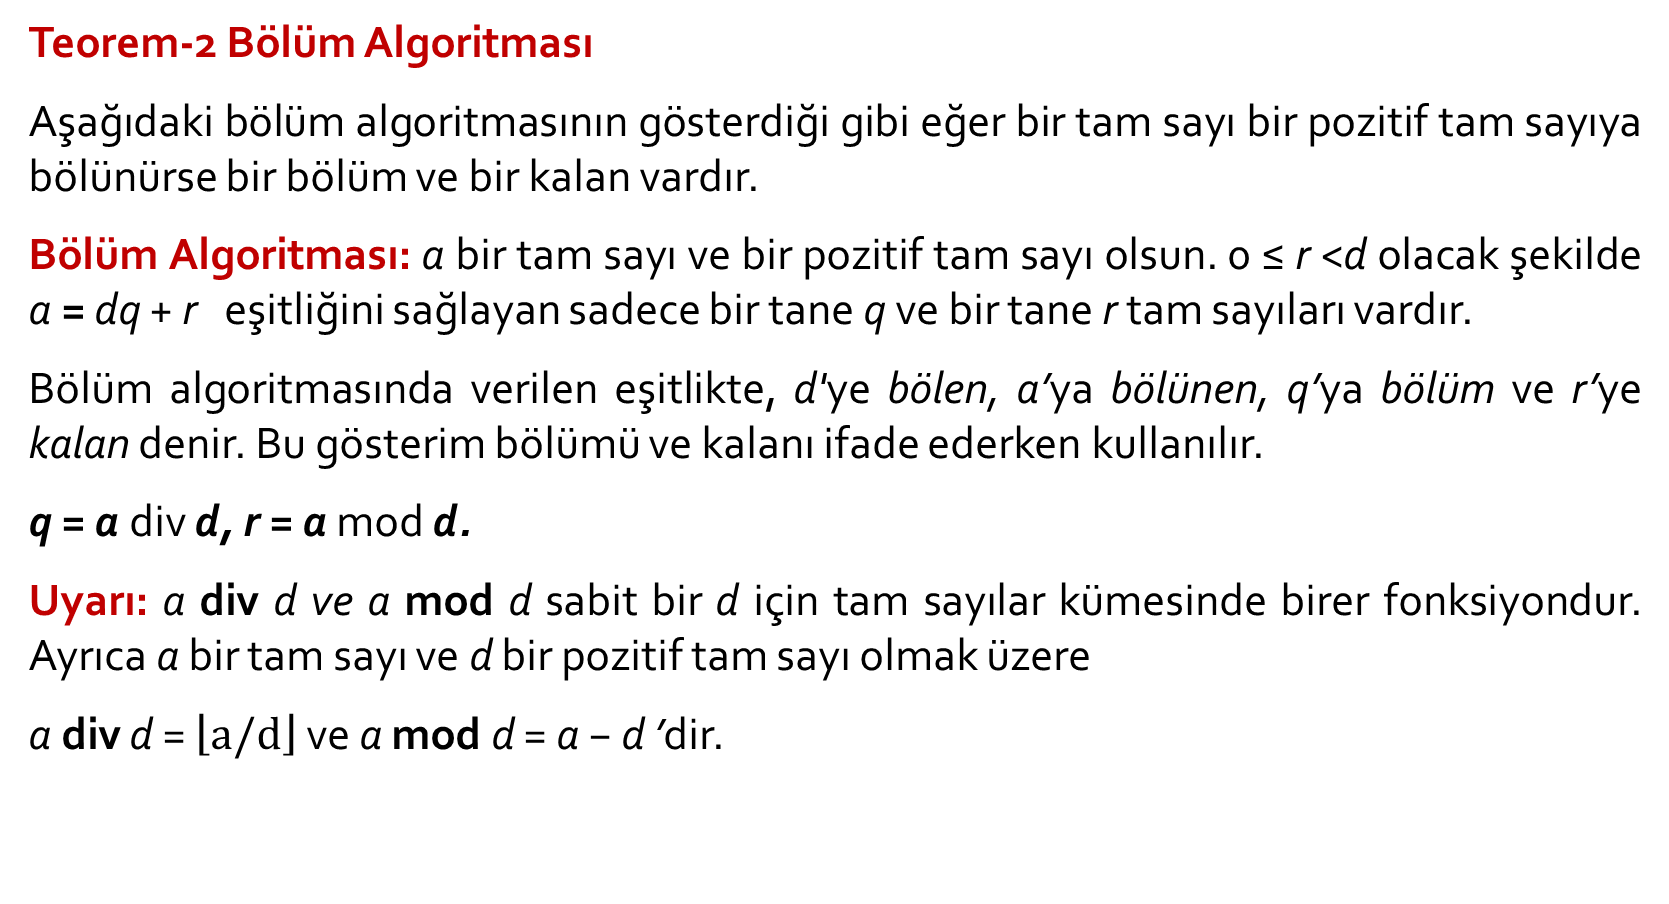 Teorem-2 Bölüm Algoritması
Aşağıdaki bölüm algoritmasının gösterdiği gibi eğer bir tam sayı bir pozitif tam sayıya
bölünürse bir bölüm ve bir kalan vardır.
Bölüm Algoritması: a bir tam sayı ve bir pozitif tam sayı olsun. 0 ≤ r <d olacak şekilde
a = dq + r eşitliğini sağlayan sadece bir tane q ve bir tane r tam sayıları vardır.
Bölüm algoritmasında verilen eşitlikte, d'ye bölen, a’ya bölünen, q’ya bölüm ve r’ye
kalan denir. Bu gösterim bölümü ve kalanı ifade ederken kullanılır.
q = a div d, r = a mod d.
Uyarı: a div d ve a mod d sabit bir d için tam sayılar kümesinde birer fonksiyondur.
Ayrıca a bir tam sayı ve d bir pozitif tam sayı olmak üzere
a div d = ⌊a/d⌋ ve a mod d = a – d ’dir.